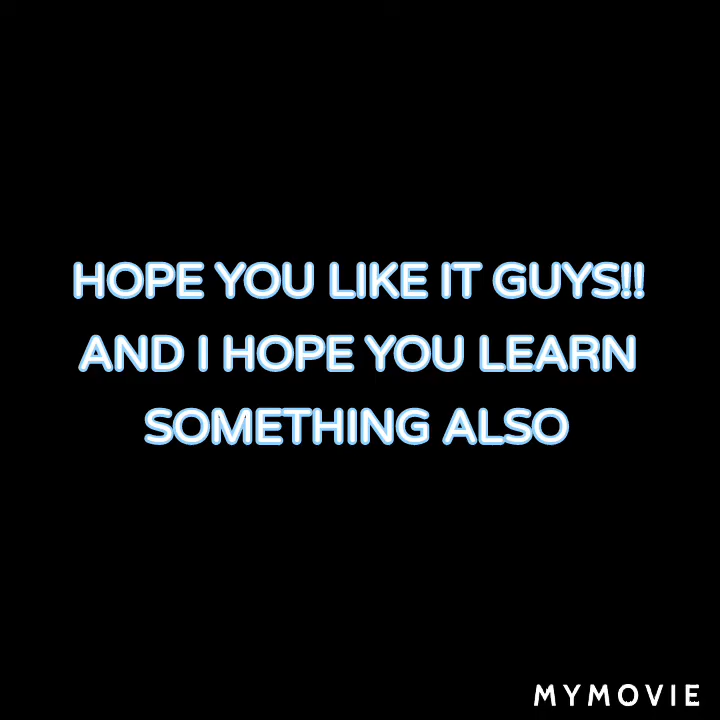 HOPE YOU LIKE IT GUYS!!
AND I HOPE YOU LEARN
SOMETHING ALSO
MYMOVIE